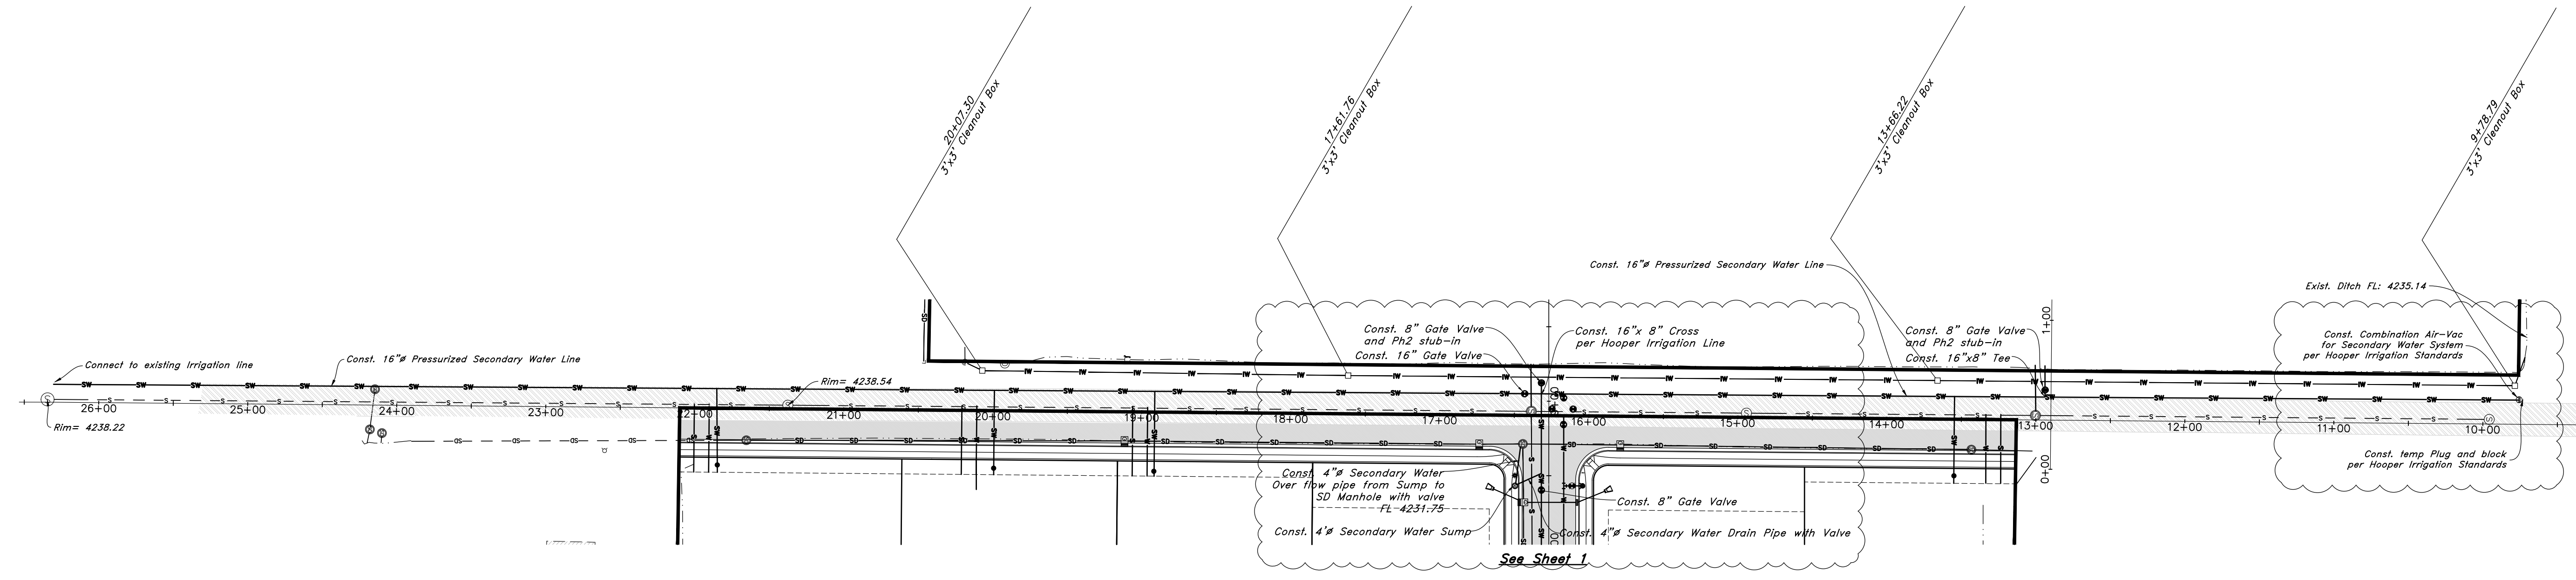 20+07.30
3'x3' Cleanout Box
17+61.76
3'x3' Cleanout Box
13+66.22
3'x3' Cleanout Box
9+78.79
3'x3' Cleanout Box
Const. 16"ø Pressurized Secondary Water Line
Exist. Ditch FL: 4235.14
Const. 8" Gate Valve
and Ph2 stub-in
Const. 16" Gate Valve
Const. 16"x 8" Cross
per Hooper Irrigation Line
Const. 8" Gate Valve
and Ph2 stub-in
Const. 16"x8" Tee
1+00
0+00
Const. Combination Air-Vac
for Secondary Water System
per Hooper Irrigation Standards
Connect to existing Irrigation line
Const. 16"ø Pressurized Secondary Water Line
Rim= 4238.54
Rim= 4238.22
26+00
25+00
24+00
23+00
22+00
21+00
20+00
19+00
18+00
17+00
16+00
15+00
14+00
13+00
12+00
11+00
10+00
Const. temp Plug and block
per Hooper Irrigation Standards
Const. 4"ø Secondary Water
Over flow pipe from Sump to
SD Manhole with valve
FL 4231.75
Const. 4'ø Secondary Water Sump
Const. 8" Gate Valve
Const. 4"ø Secondary Water Drain Pipe with Valve
See Sheet 1